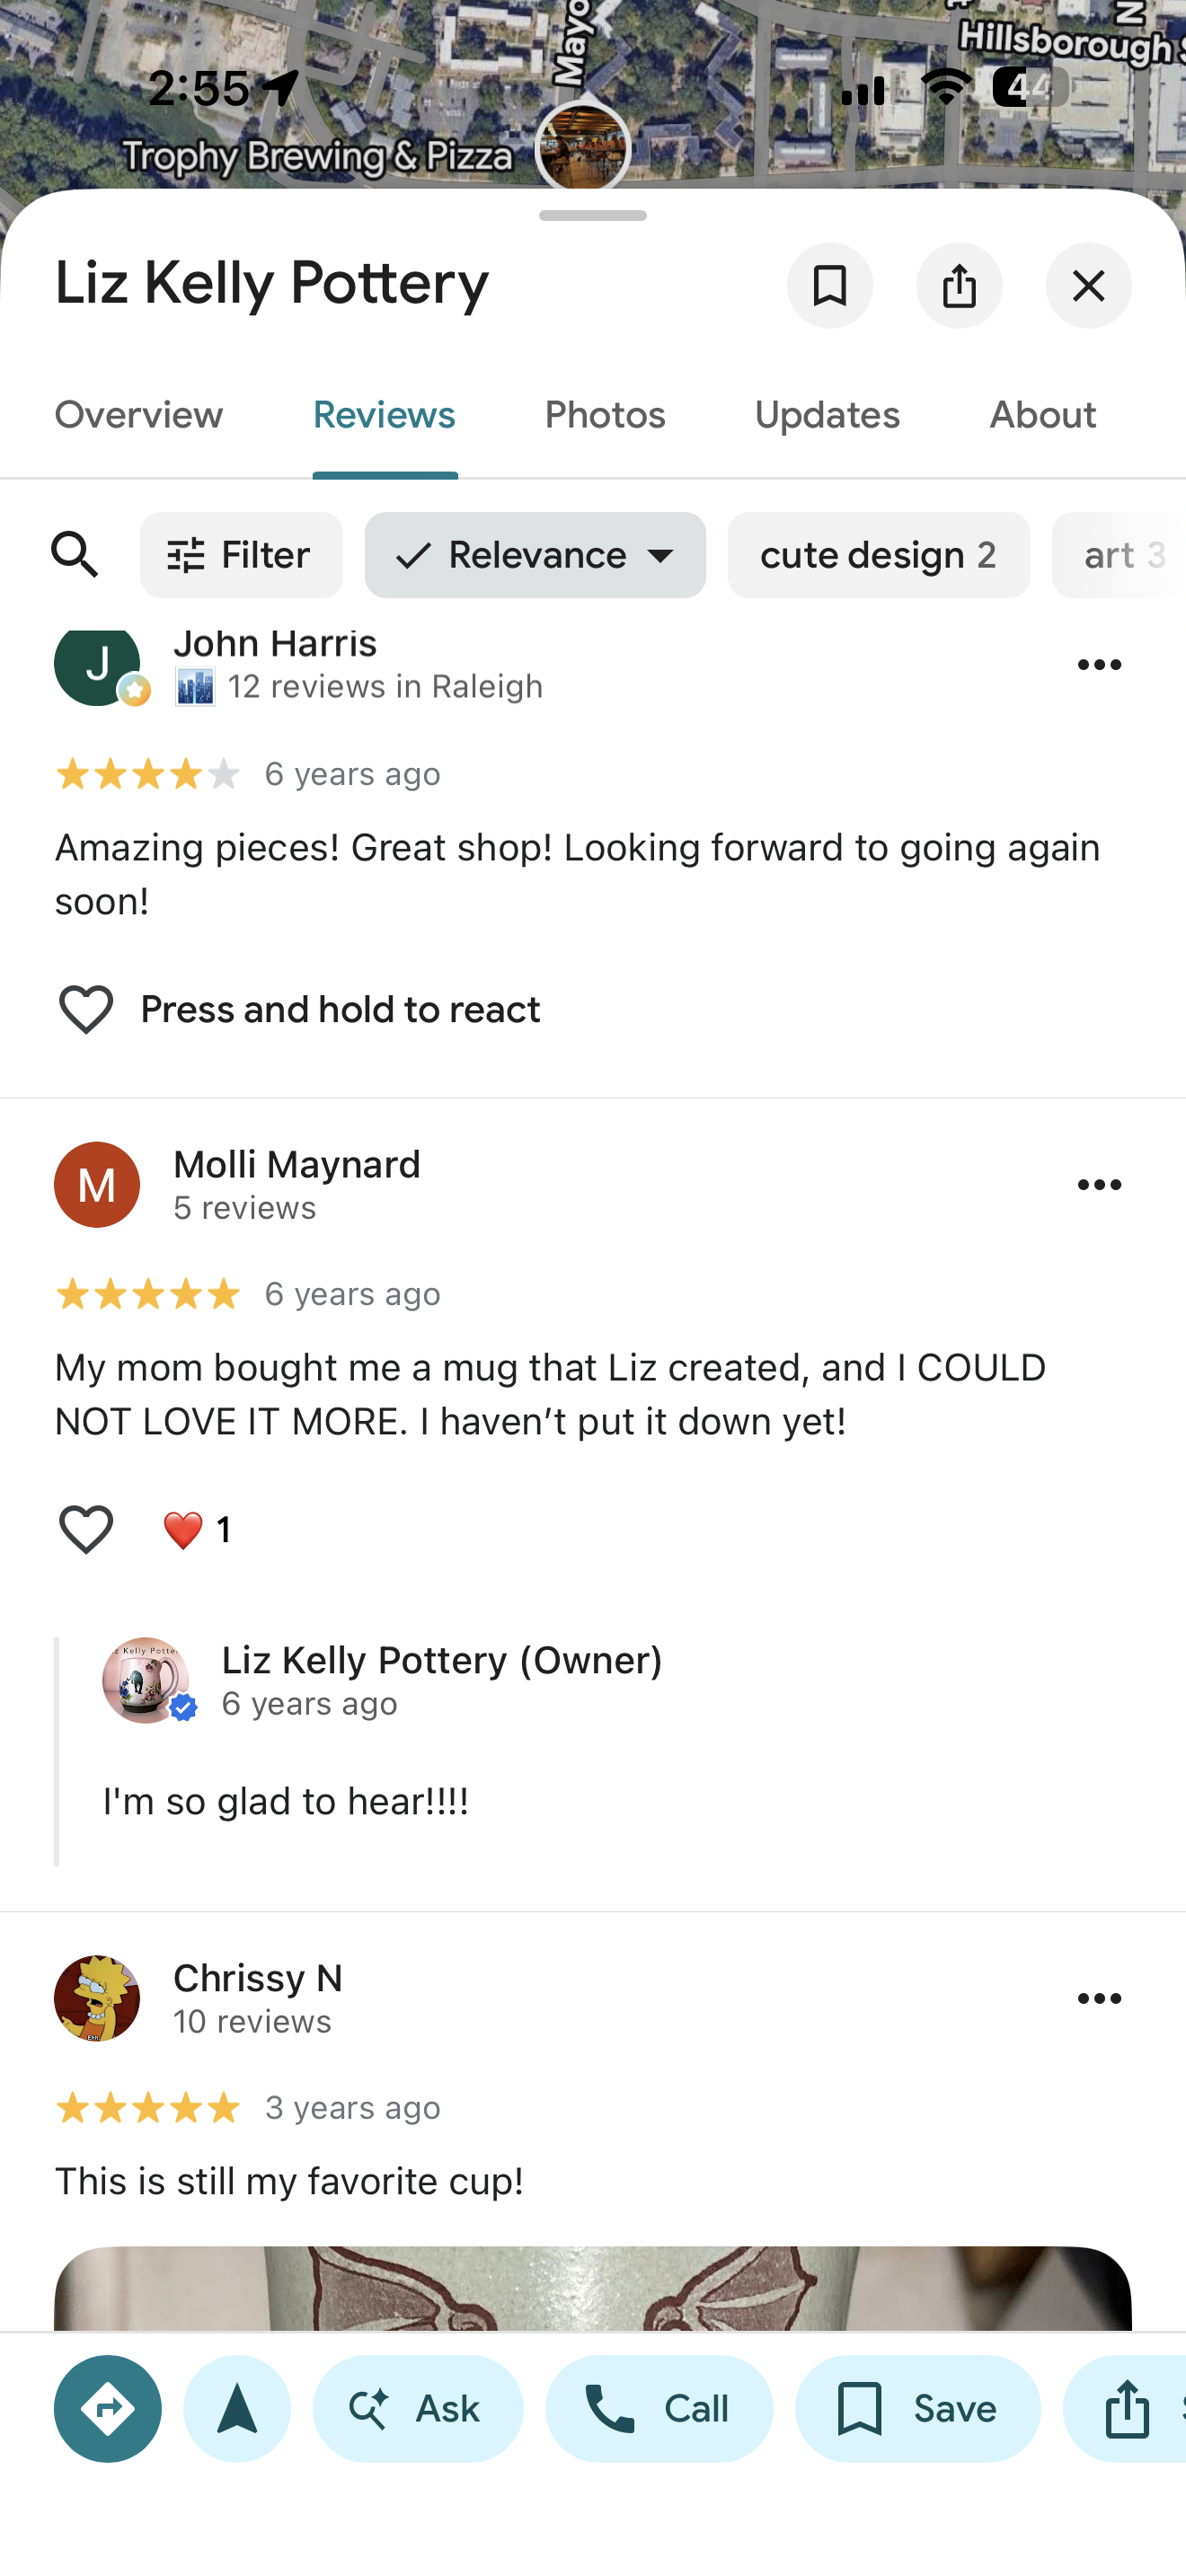 Mayo
Hillsborough
N
2:55
44
Trophy Brewing & Pizza
Liz Kelly Pottery
Overview
Reviews
Photos
Updates
About
Filter
Relevance
cute design 2
art 3
J
John Harris
12 reviews in Raleigh
6 years ago
Amazing pieces! Great shop! Looking forward to going again
soon!
Press and hold to react
M
Molli Maynard
5 reviews
6 years ago
My mom bought me a mug that Liz created, and I COULD
NOT LOVE IT MORE. I haven’t put it down yet!
1
z Kelly Potte
Liz Kelly Pottery (Owner)
6 years ago
I'm so glad to hear!!!!
Chrissy N
10 reviews
3 years ago
This is still my favorite cup!
Ask
Call
Save